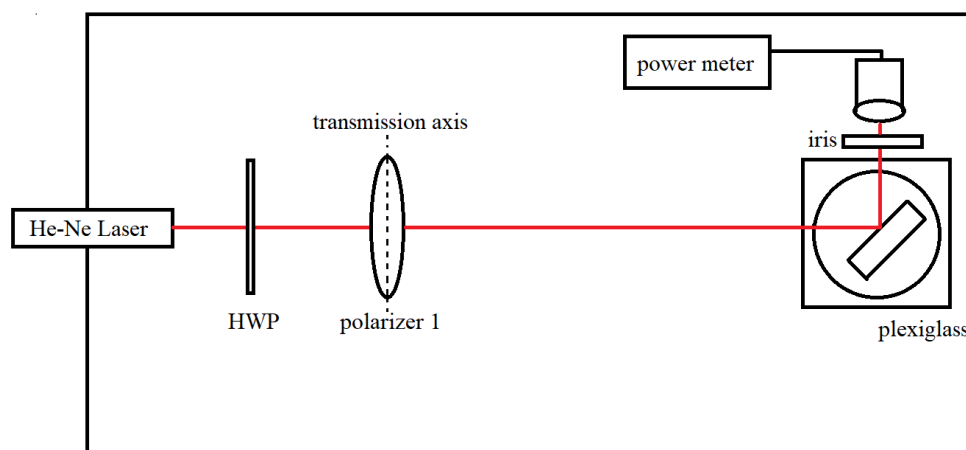 power meter
transmission axis
iris
He-Ne Laser
HWP
polarizer 1
plexiglass